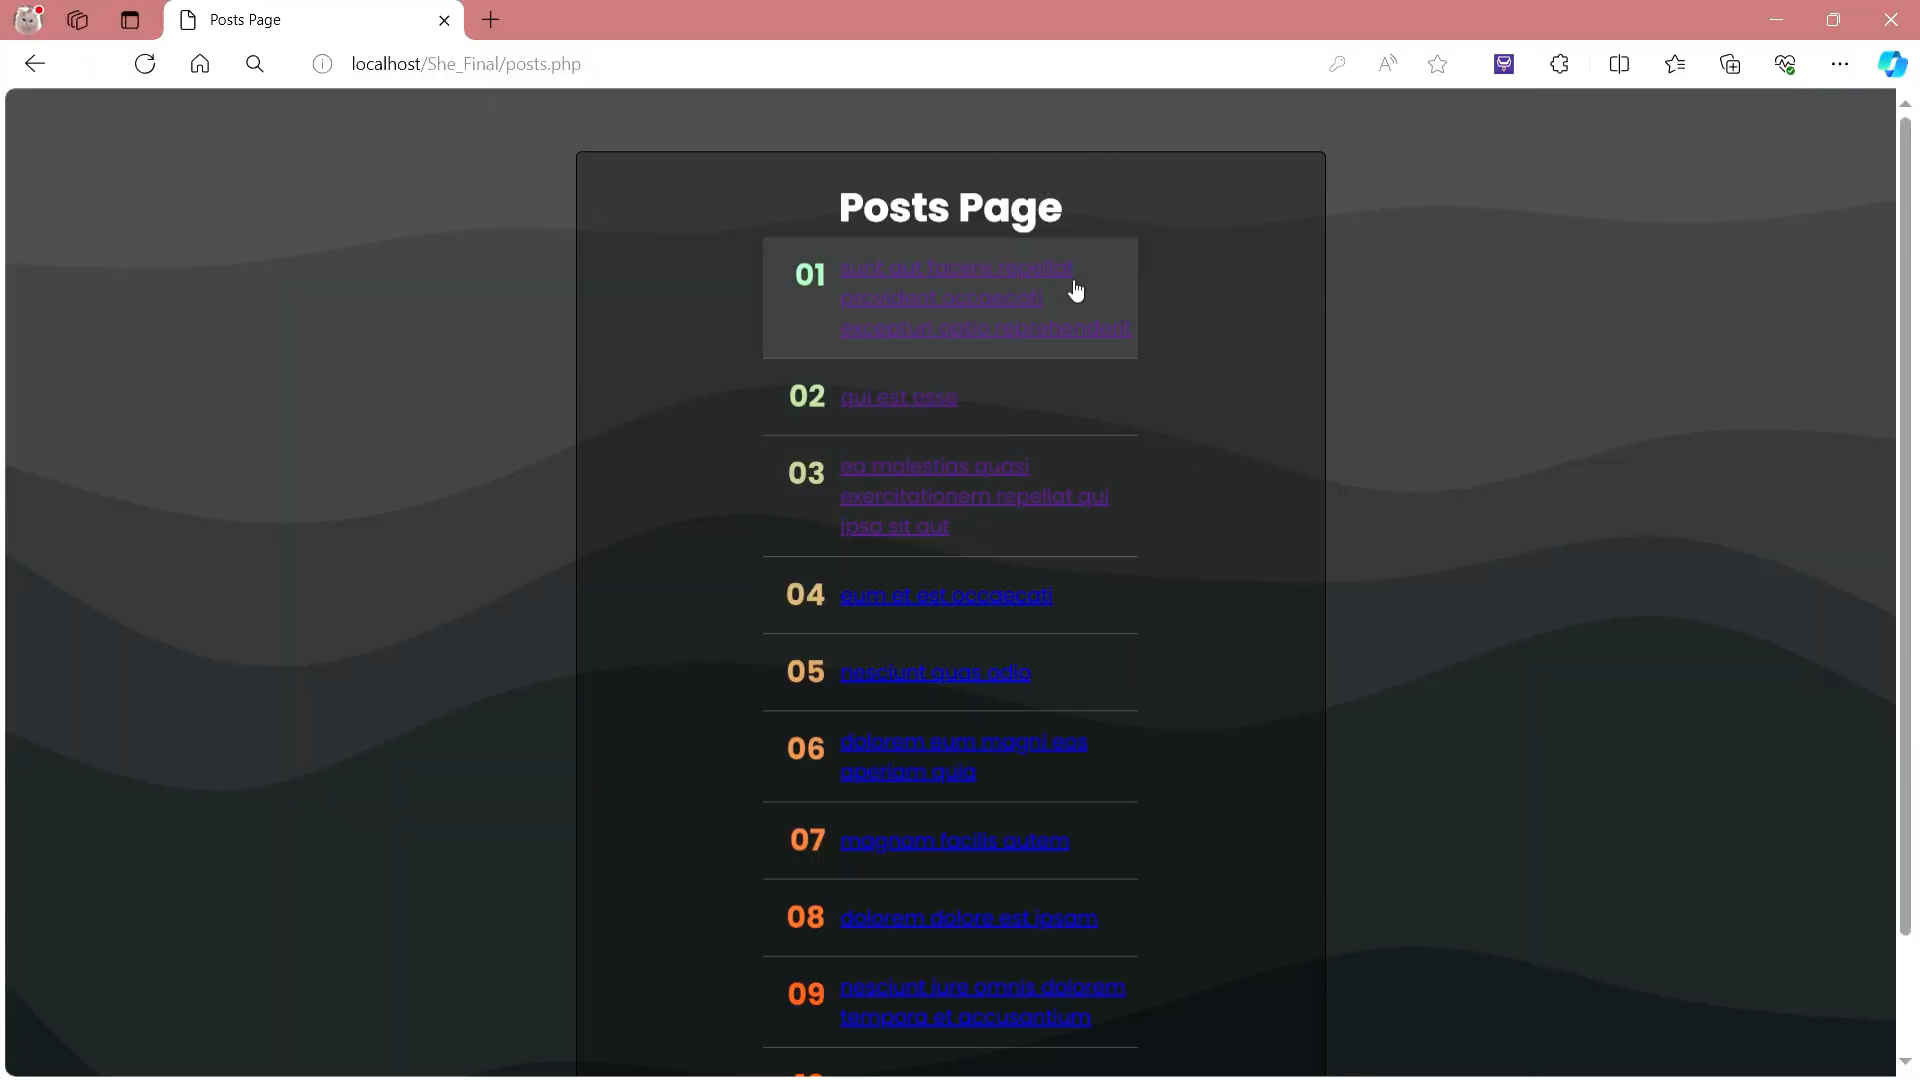 Posts Page
localhost/She_Final/posts.php
Posts Page
01 sunt aut facere repellat
provident occaecati
excepturi optio reprehenderit
02 qui est esse
03 ea molestias quasi
exercitationem repellat qui
ipsa sit aut
04 eum et est occaecati
05 nesciunt quas odio
06 dolorem eum magni eos
aperiam quia
07 magnam facilis autem
08 dolorem dolore est ipsam
09 nesciunt iure omnis dolorem
tempora et accusantium